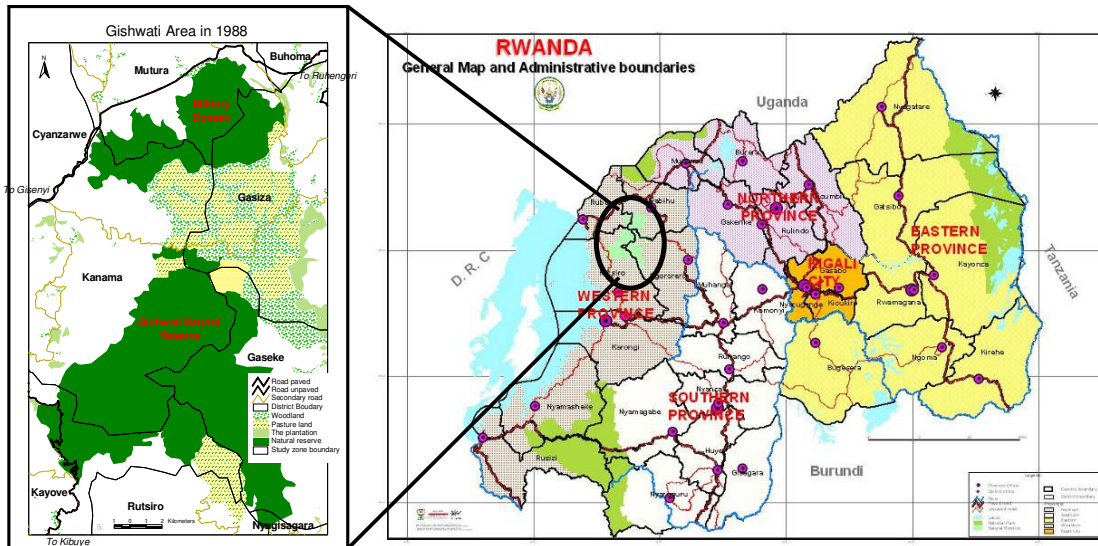 Gishwati Area in 1988
N
Mutura
Buhoma
To Ruhengeri
Military
Domain
Cyanzarwe
To Gisenyi
Gasiza
Kanama
Gishwati Natural
Reserve
Gaseke
Road paved
Road unpaved
Secondary road
District Boudary
Woodland
Pasture land
The plantation
Natural reserve
Study zone boundary
Kayove
Rutsiro
1 0 1 2 Kilometers
Nyagisagara
To Kibuye
RWANDA
General Map and Administrative boundaries
Uganda
Nyagatare
Burera
NORTHERN
PROVINCE
Gakenke
Rulindo
Gatsibo
EASTERN
PROVINCE
Kayonza
Tanzania
D. R. C
KIGALI
CITY
Gasabo
Kicukiro
Rwamagana
Muhanga
Kamonyi
WESTERN
PROVINCE
Karongi
Ruhango
Bugesera
Ngoma
Kirehe
Nyanza
SOUTHERN
PROVINCE
Nyamasheke
Nyamagabe
Huye
Gisagara
Rusizi
Nyaruguru
Burundi